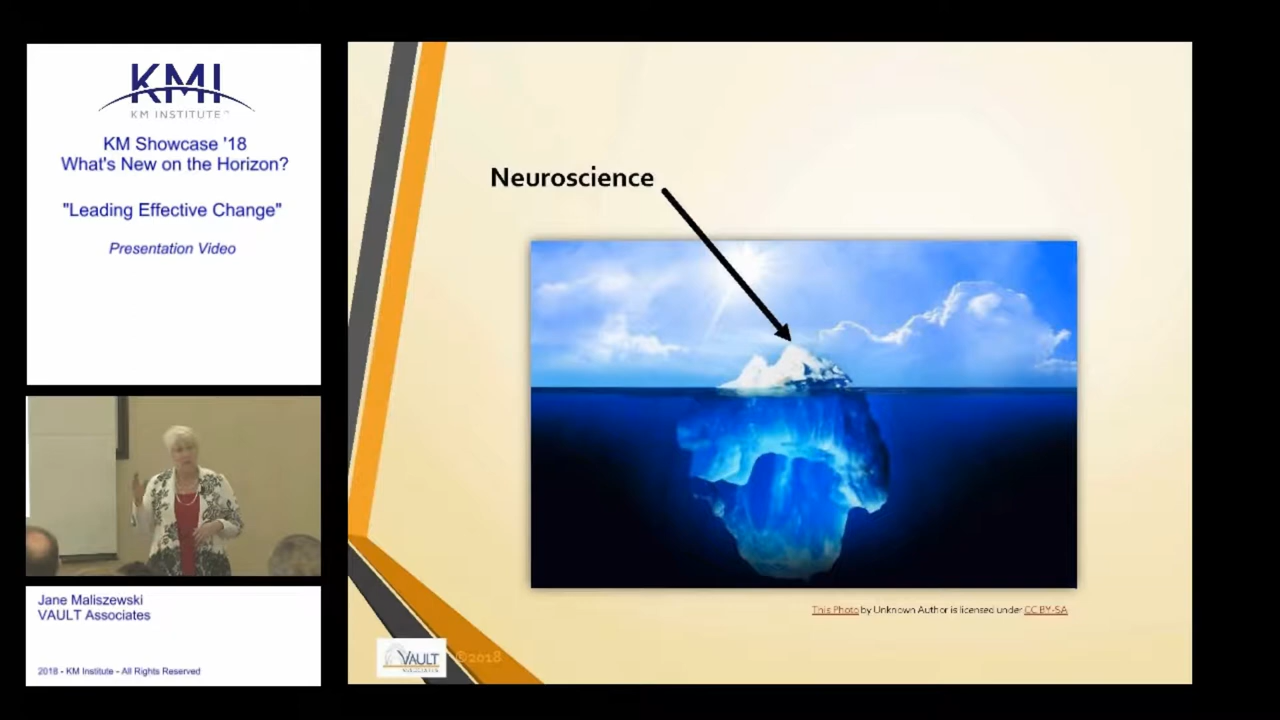 KMI
KM INSTITUTE
KM Showcase '18
What's New on the Horizon?
"Leading Effective Change"
Presentation Video
Jane Maliszewski
VAULT Associates
2018 - KM Institute - All Rights Reserved
Neuroscience
This Photo by Unknown Author is licensed under CC BY-SA
VAULT
©2018